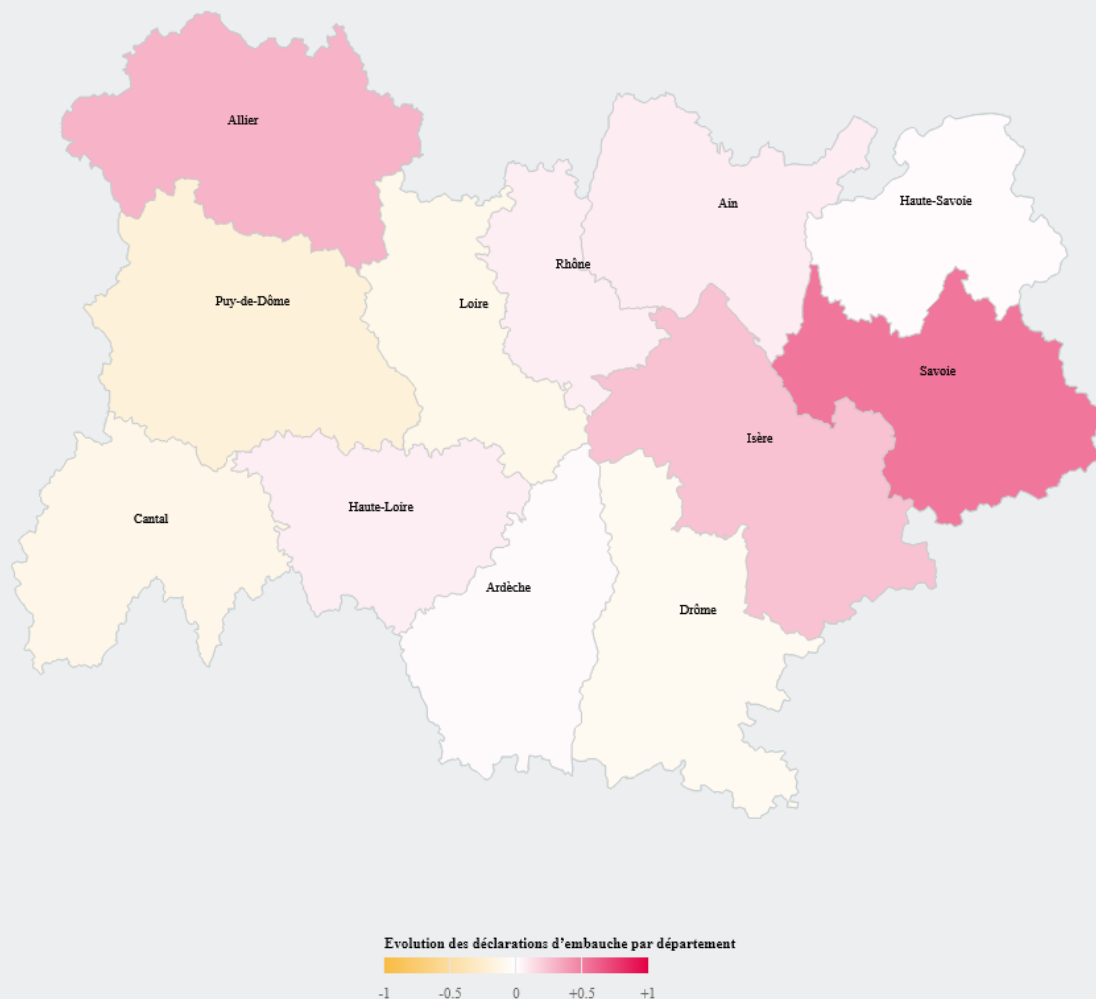 Allier
Ain
Haute-Savoie
Rhône
Puy-de-Dôme
Loire
Savoie
Isère
Haute-Loire
Cantal
Ardèche
Drôme
Evolution des déclarations d’embauche par département
-1 -0.5 0 +0.5 +1